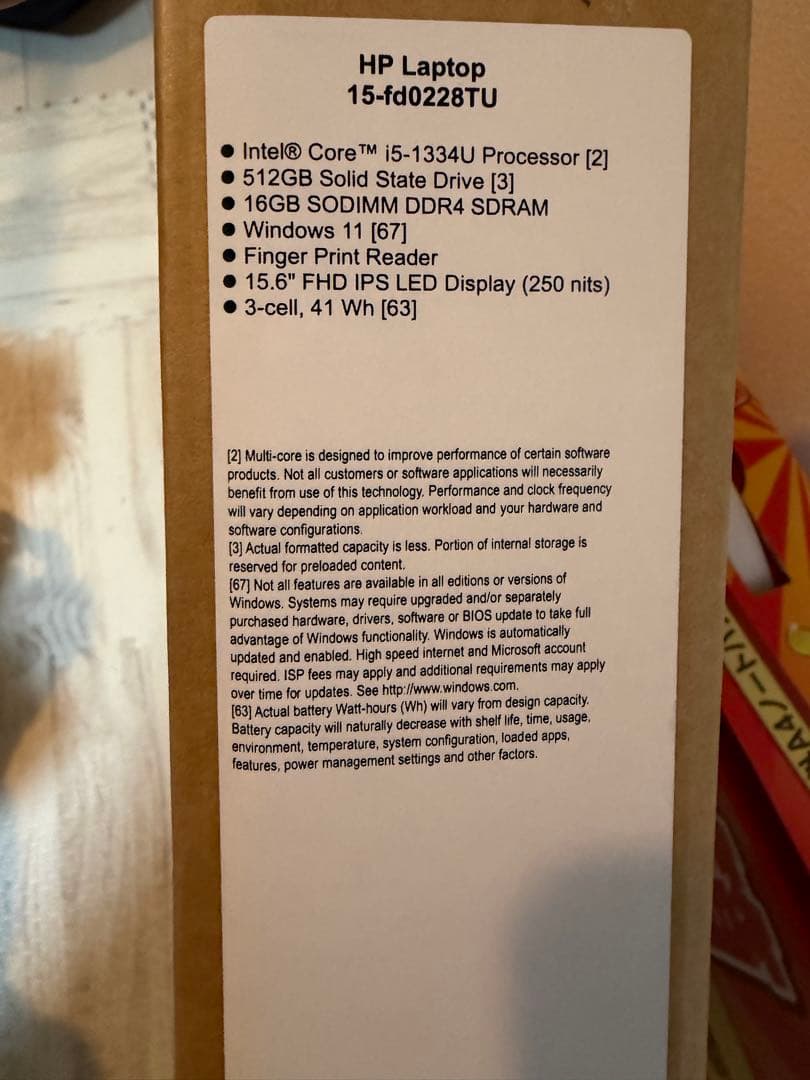 HP Laptop
15-fd0228TU
● Intel® Core™ i5-1334U Processor [2]
● 512GB Solid State Drive [3]
● 16GB SODIMM DDR4 SDRAM
● Windows 11 [67]
● Finger Print Reader
● 15.6" FHD IPS LED Display (250 nits)
● 3-cell, 41 Wh [63]
[2] Multi-core is designed to improve performance of certain software
products. Not all customers or software applications will necessarily
benefit from use of this technology. Performance and clock frequency
will vary depending on application workload and your hardware and
software configurations.
[3] Actual formatted capacity is less. Portion of internal storage is
reserved for preloaded content.
[67] Not all features are available in all editions or versions of
Windows. Systems may require upgraded and/or separately
purchased hardware, drivers, software or BIOS update to take full
advantage of Windows functionality. Windows is automatically
updated and enabled. High speed internet and Microsoft account
required. ISP fees may apply and additional requirements may apply
over time for updates. See http://www.windows.com.
[63] Actual battery Watt-hours (Wh) will vary from design capacity.
Battery capacity will naturally decrease with shelf life, time, usage,
environment, temperature, system configuration, loaded apps,
features, power management settings and other factors.
A4ノート